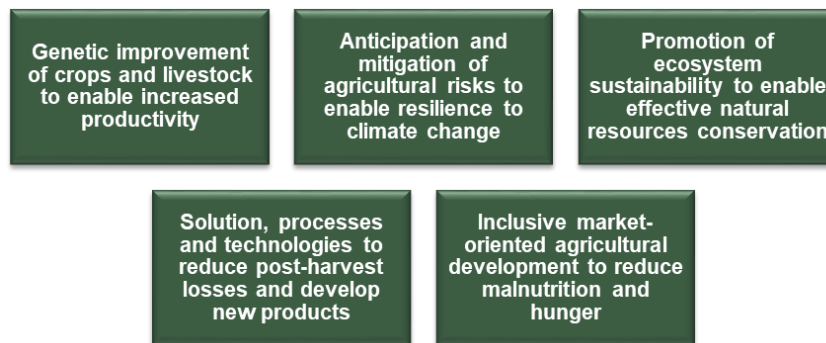 Genetic improvement
of crops and livestock
to enable increased
productivity
Anticipation and
mitigation of
agricultural risks to
enable resilience to
climate change
Promotion of
ecosystem
sustainability to enable
effective natural
resources conservation
Solution, processes
and technologies to
reduce post-harvest
losses and develop
new products
Inclusive market-
oriented agricultural
development to reduce
malnutrition and
hunger